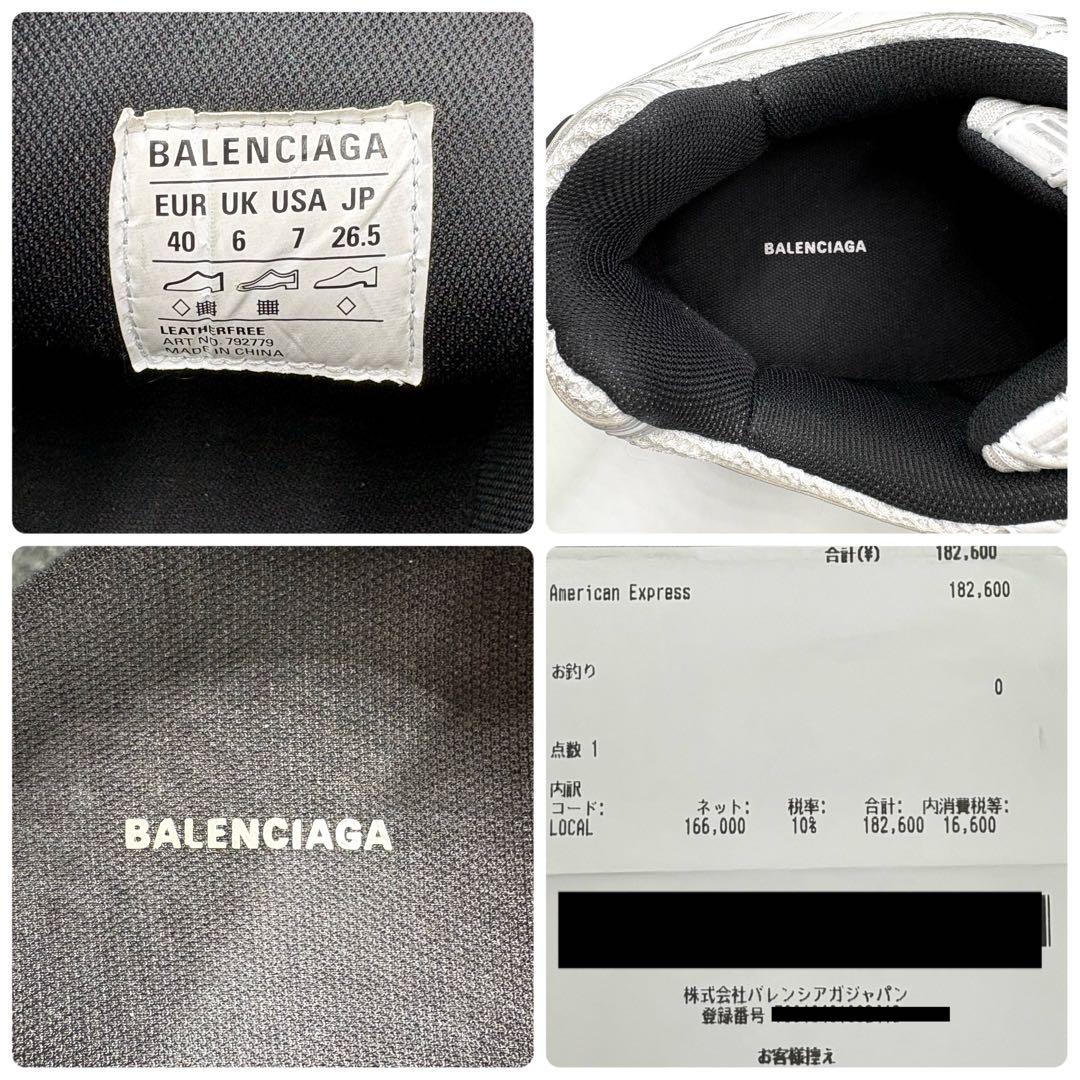 BALENCIAGA
EUR UK USA JP
40 6 7 26.5
LEATHERFREE
ART NO. 792779
MADE IN CHINA
BALENCIAGA
BALENCIAGA
合計(¥) 182,600
American Express 182,600
お釣り
0
点数 1
内訳
コード: ネット: 税率: 合計: 内消費税等:
LOCAL 166,000 10% 182,600 16,600
株式会社バレンシアガジャパン
登録番号
お客様控え